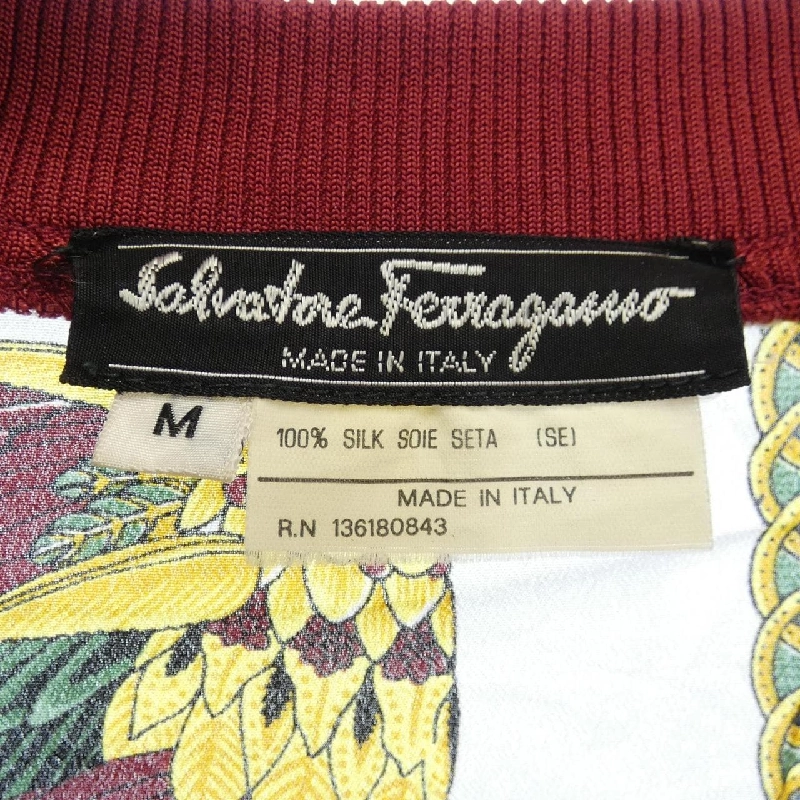 Salvatore Ferragamo
MADE IN ITALY
M
100% SILK SOIE SETA (SE)
MADE IN ITALY
R.N 136180843